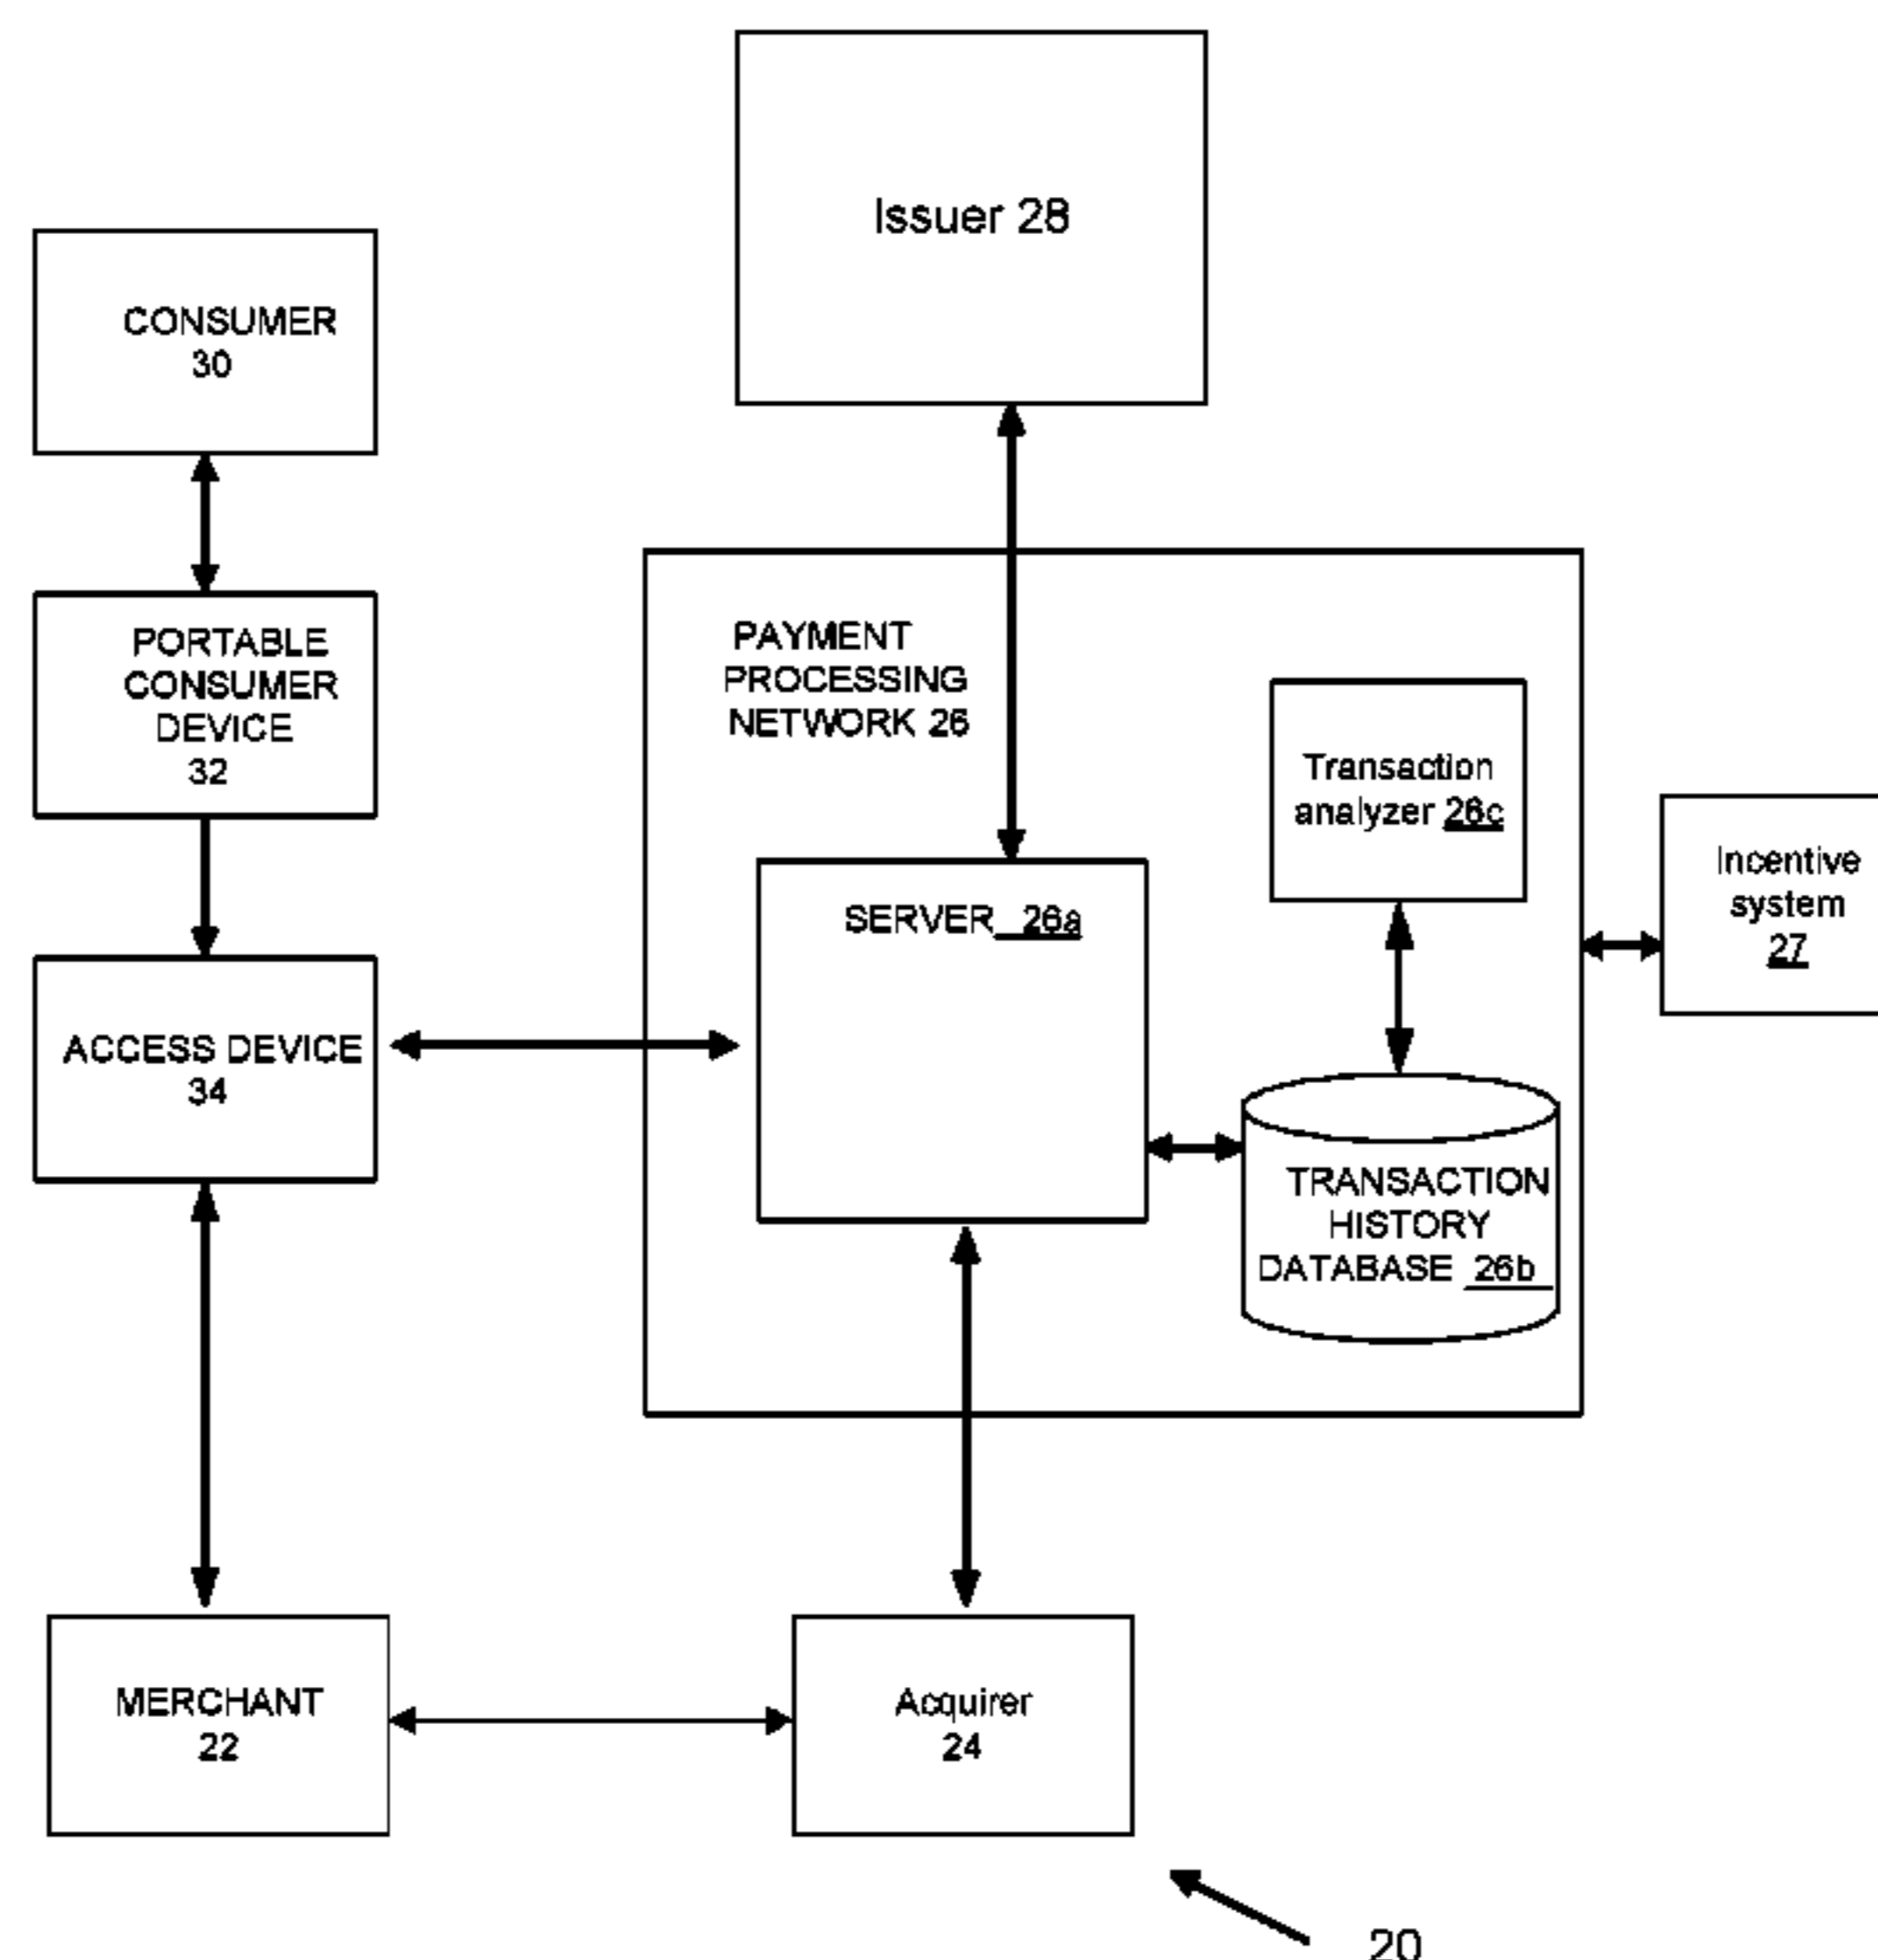 Issuer 28
CONSUMER
30
PORTABLE
CONSUMER
DEVICE
32
PAYMENT
PROCESSING
NETWORK 26
Transaction
analyzer 26c
Incentive
system
27
SERVER 26a
ACCESS DEVICE
34
TRANSACTION
HISTORY
DATABASE 26b
MERCHANT
22
Acquirer
24
20